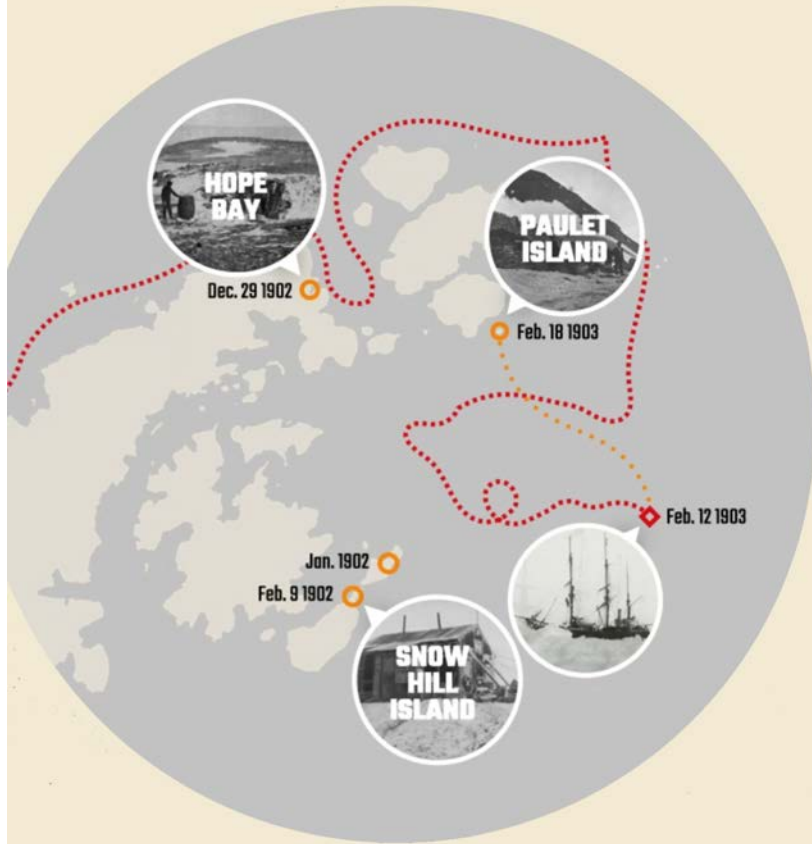 HOPE
BAY
PAULET
ISLAND
Dec. 29 1902
Feb. 18 1903
Feb. 12 1903
Jan. 1902
Feb. 9 1902
SNOW
HILL
ISLAND